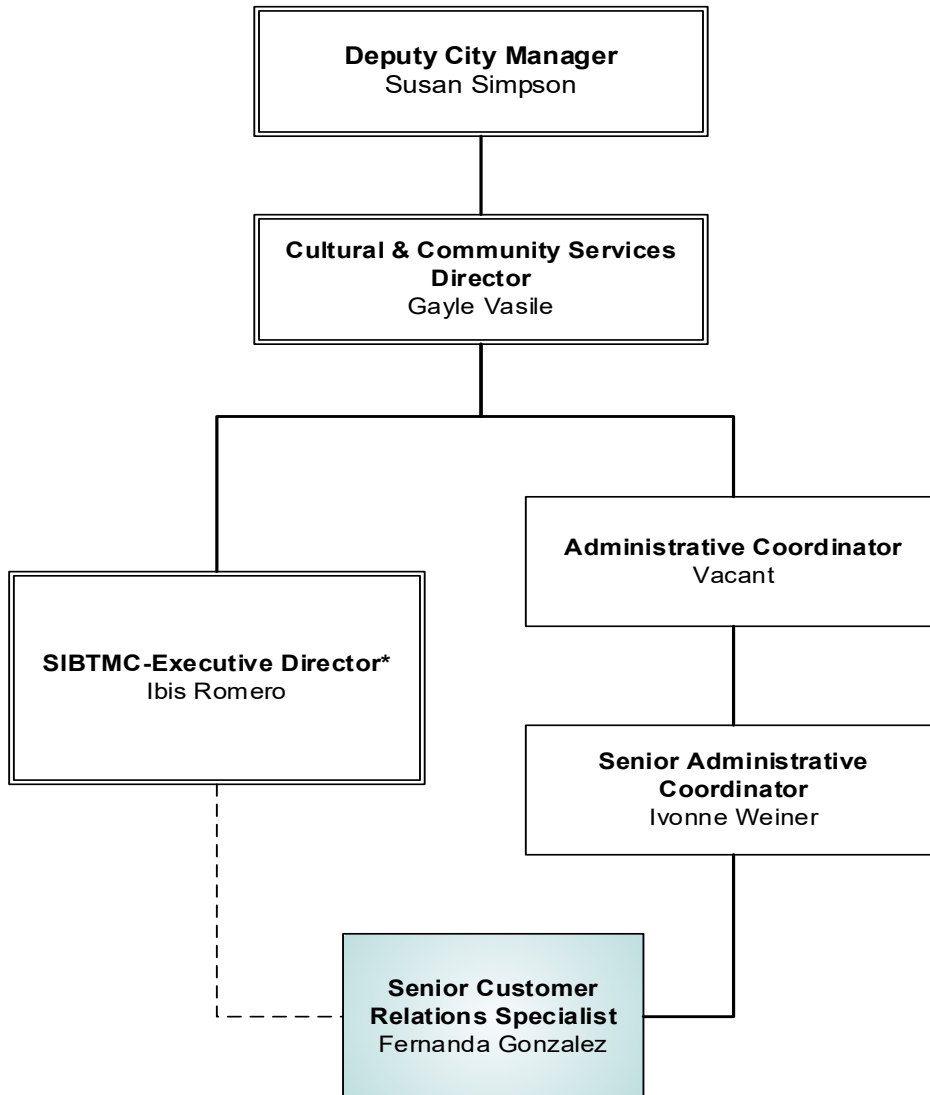 Deputy City Manager
Susan Simpson
Cultural & Community Services
Director
Gayle Vasile
Administrative Coordinator
Vacant
SIBTMC-Executive Director*
Ibis Romero
Senior Administrative
Coordinator
Ivonne Weiner
Senior Customer
Relations Specialist
Fernanda Gonzalez